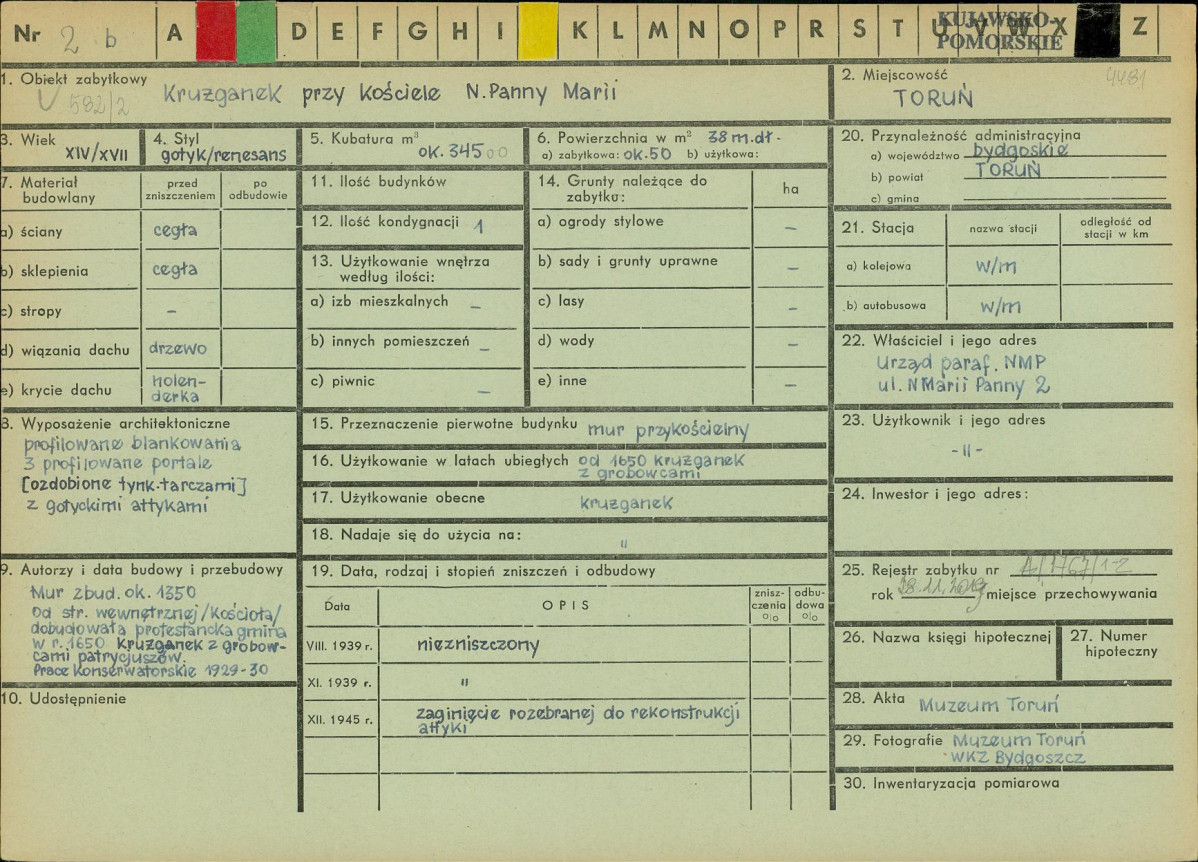 Nr 2 b A D E F G H I K L M N O P R S T U W X Z
KUJAWSKO-
POMORSKIE
1. Obiekt zabytkowy
V 582/2
Krużganek przy Kościele N.Panny Marii
2. Miejscowość
4481
TORUŃ
3. Wiek
XIV/XVII
4. Styl
gotyk/renesans
5. Kubatura m³
ok. 34500
6. Powierzchnia w m² 38 m.dł-
a) zabytkowa: ok.50 b) użytkowa:
20. Przynależność administracyjna
a) województwo bydgoskie
b) powiat TORUŃ
c) gmina
7. Materiał budowlany
przed zniszczeniem
po odbudowie
a) ściany cegła
b) sklepienia cegła
c) stropy –
d) wiązania dachu drzewo
e) krycie dachu holen-
derka
11. Ilość budynków
12. Ilość kondygnacji 1
13. Użytkowanie wnętrza
według ilości:
a) izb mieszkalnych –
b) innych pomieszczeń –
c) piwnic –
14. Grunty należące do
zabytku:
ha
a) ogrody stylowe –
b) sady i grunty uprawne –
c) lasy –
d) wody –
e) inne –
21. Stacja
nazwa stacji
odległość od
stacji w km
a) kolejowa w/m
b) autobusowa w/m
22. Właściciel i jego adres
Urząd paraf. NMP
ul. NMarii Panny 2
8. Wyposażenie architektoniczne
profilowane blankowania
3 profilowane portale
[ozdobione tynk.tarczami]
z gotyckimi attykami
15. Przeznaczenie pierwotne budynku mur przykościelny
16. Użytkowanie w latach ubiegłych od 1650 krużganek
z grobowcami
17. Użytkowanie obecne krużganek
18. Nadaje się do użycia na: "
23. Użytkownik i jego adres
-"-
24. Inwestor i jego adres:
9. Autorzy i data budowy i przebudowy
Mur zbud. ok. 1350
Od str. wewnętrznej/Kościoła/
dobudowała protestancka gmina
w r. 1650 krużganek z grobow-
cami patrycjuszów.
Prace konserwatorskie 1929-30
10. Udostępnienie
19. Data, rodzaj i stopień zniszczeń i odbudowy
Data
OPIS
znisz-
czenia
o/o
odbu-
dowa
o/o
VIII. 1939 r. niezniszczony
XI. 1939 r. "
XII. 1945 r. zaginięcie rozebranej do rekonstrukcji
attyki
25. Rejestr zabytku nr A/1767/1-2
rok 28.11.2019 miejsce przechowywania
26. Nazwa księgi hipotecznej
27. Numer
hipoteczny
28. Akta Muzeum Toruń
29. Fotografie Muzeum Toruń
WKZ Bydgoszcz
30. Inwentaryzacja pomiarowa